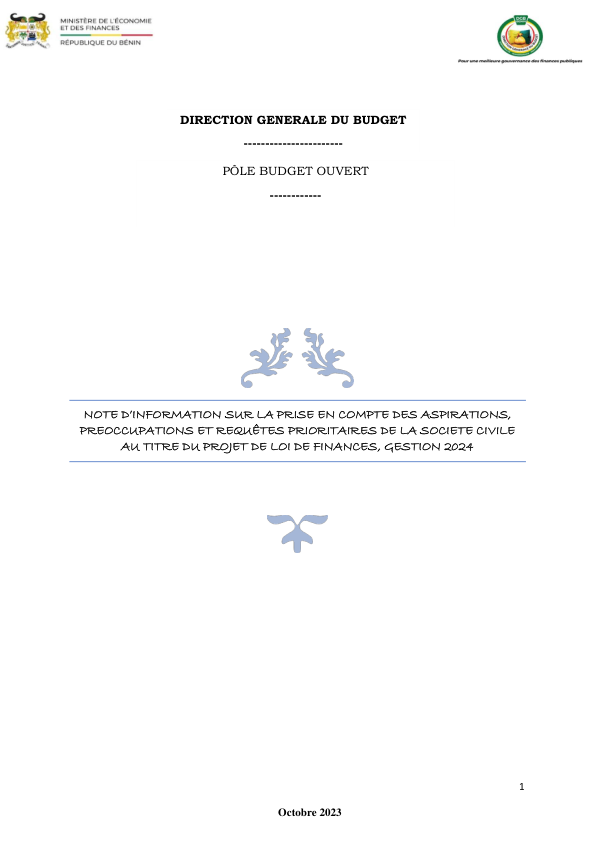 MINISTÈRE DE L'ÉCONOMIE
ET DES FINANCES
RÉPUBLIQUE DU BÉNIN
DGB
Pour une meilleure gouvernance des finances publiques
DIRECTION GENERALE DU BUDGET
-----------------------
PÔLE BUDGET OUVERT
------------
NOTE D'INFORMATION SUR LA PRISE EN COMPTE DES ASPIRATIONS,
PREOCCUPATIONS ET REQUÊTES PRIORITAIRES DE LA SOCIETE CIVILE
AU TITRE DU PROJET DE LOI DE FINANCES, GESTION 2024
1
Octobre 2023